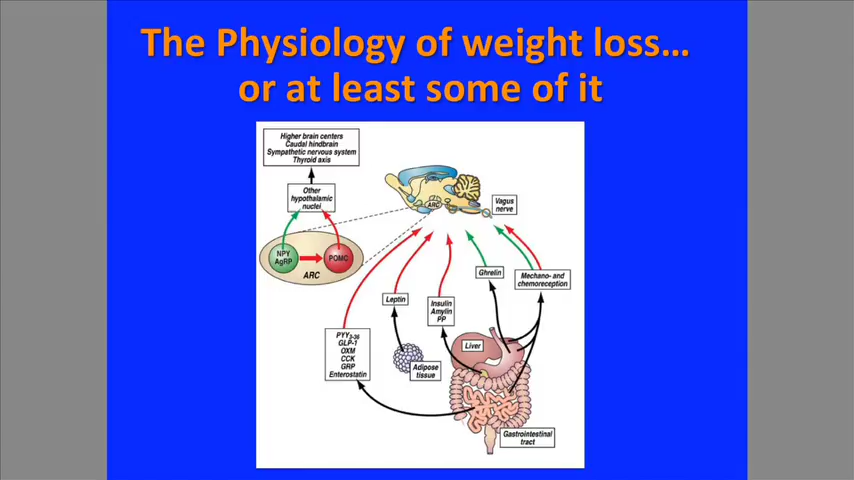 The Physiology of weight loss...
or at least some of it
Higher brain centers
Caudal hindbrain
Sympathetic nervous system
Thyroid axis
Other
hypothalamic
nuclei
NPY
AgRP
POMC
ARC
ARC
Vagus
nerve
Ghrelin
Mechano- and
chemoreception
Leptin
Insulin
Amylin
PP
PYY3-36
GLP-1
OXM
CCK
GRP
Enterostatin
Adipose
tissue
Liver
Gastrointestinal
tract